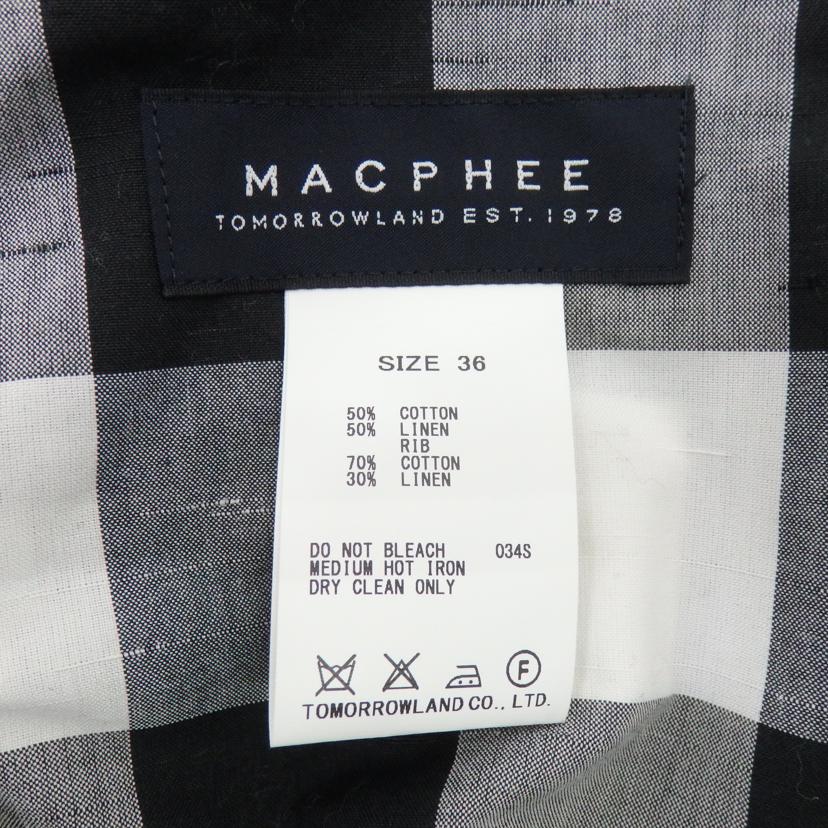 MACPHEE
TOMORROWLAND EST. 1978
SIZE 36
50% COTTON
50% LINEN
RIB
70% COTTON
30% LINEN
DO NOT BLEACH 034S
MEDIUM HOT IRON
DRY CLEAN ONLY
F
TOMORROWLAND CO., LTD.